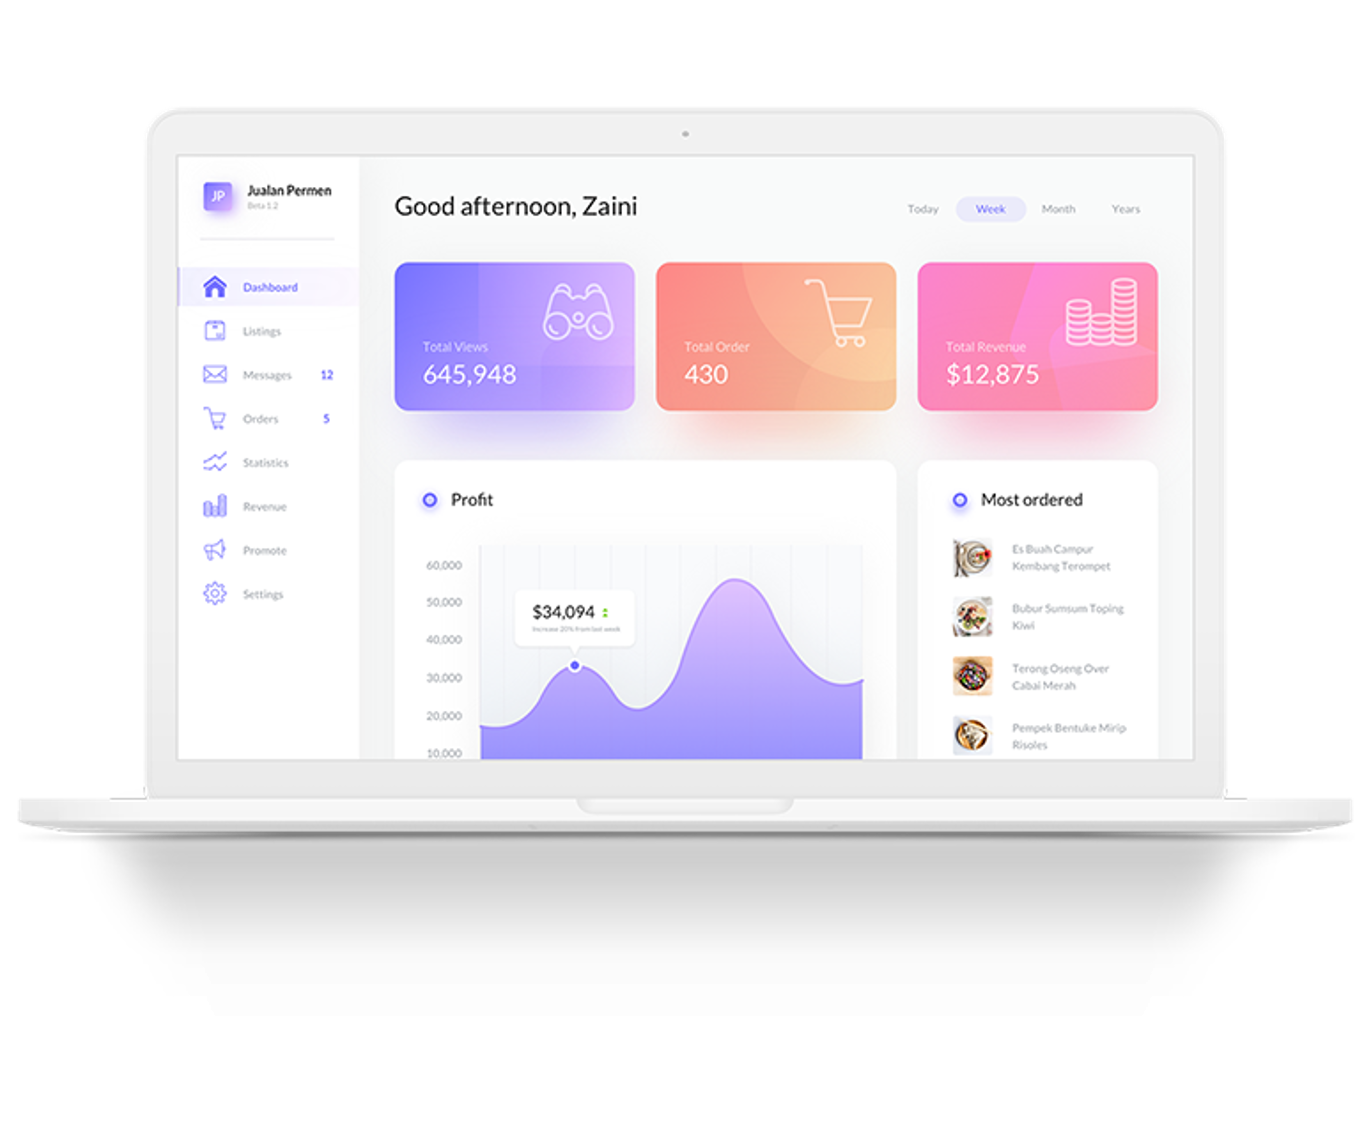 JP
Jualan Permen
Beta 1.2
Dashboard
Listings
Messages 12
Orders 5
Statistics
Revenue
Promote
Settings
Good afternoon, Zaini
Today Week Month Years
Total Views
645,948
Total Order
430
Total Revenue
$12,875
Profit
60,000
50,000
40,000
30,000
20,000
10,000
$34,094
Increase 20% from last week
Most ordered
Es Buah Campur
Kembang Terompet
Bubur Sumsum Toping
Kiwi
Terong Oseng Over
Cabai Merah
Pempek Bentuke Mirip
Risoles